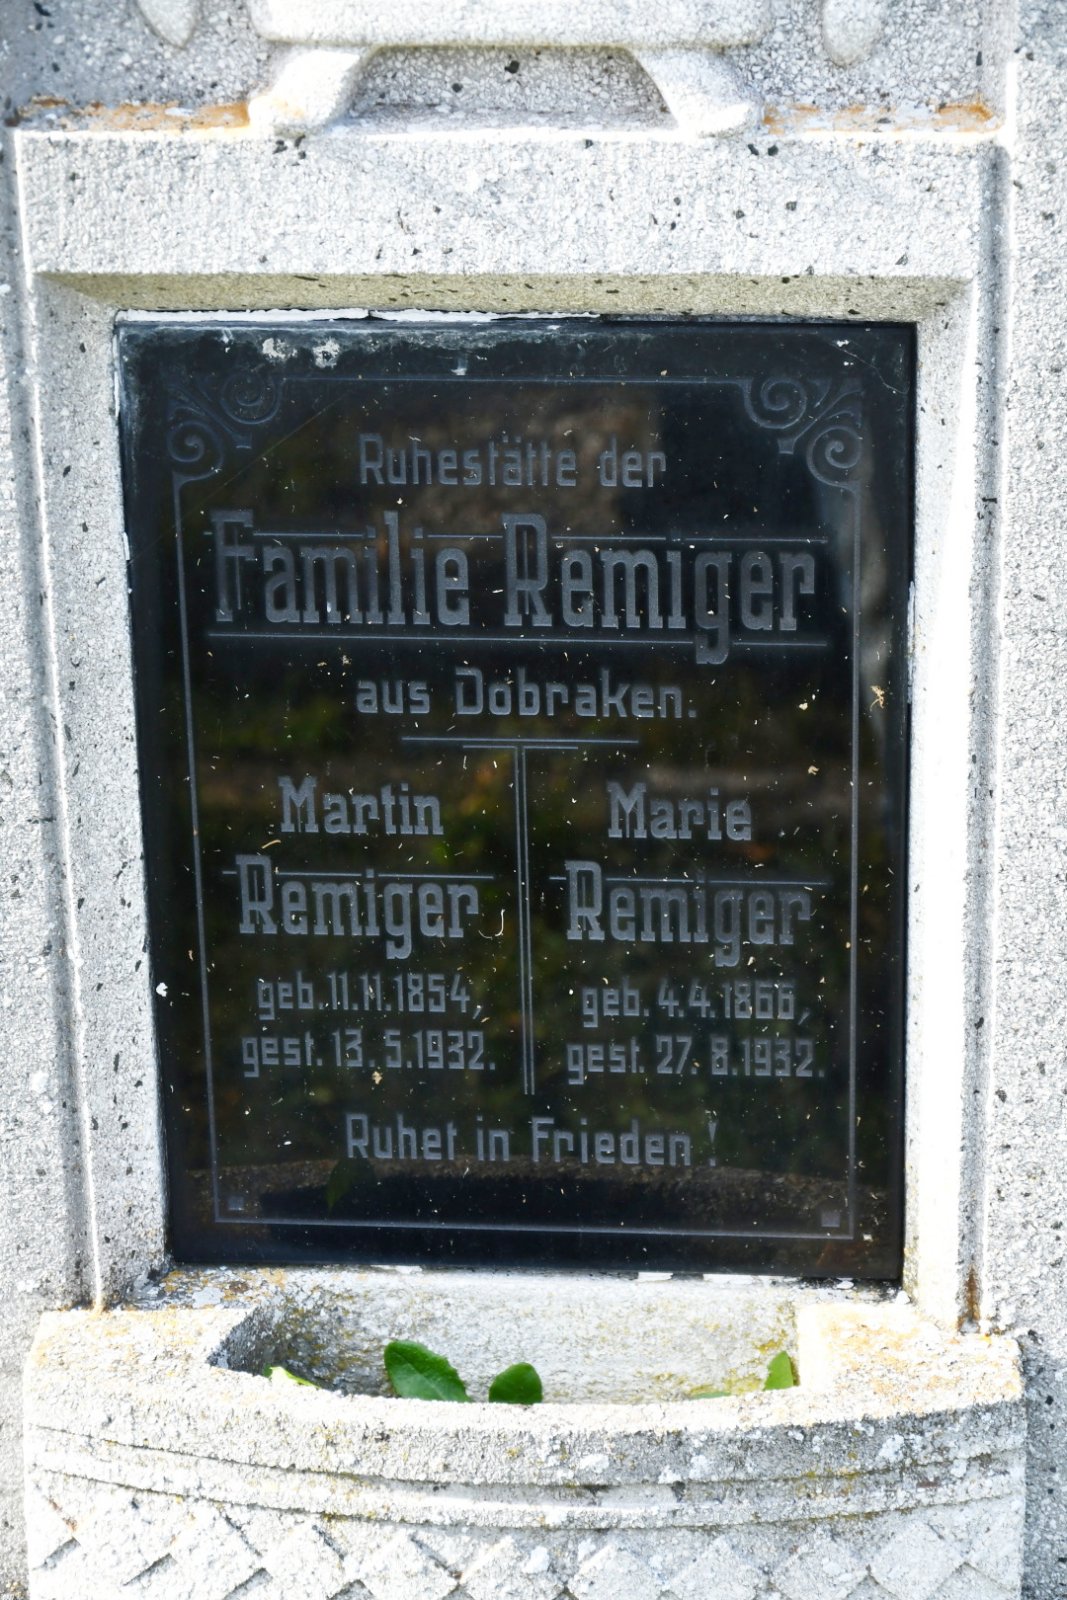 Ruhestätte der
Familie Remiger
aus Dobraken.
Martin
Remiger
geb. 11.11.1854,
gest. 13.5.1932.
Marie
Remiger
geb. 4.4.1866,
gest. 27.8.1932.
Ruhet in Frieden!